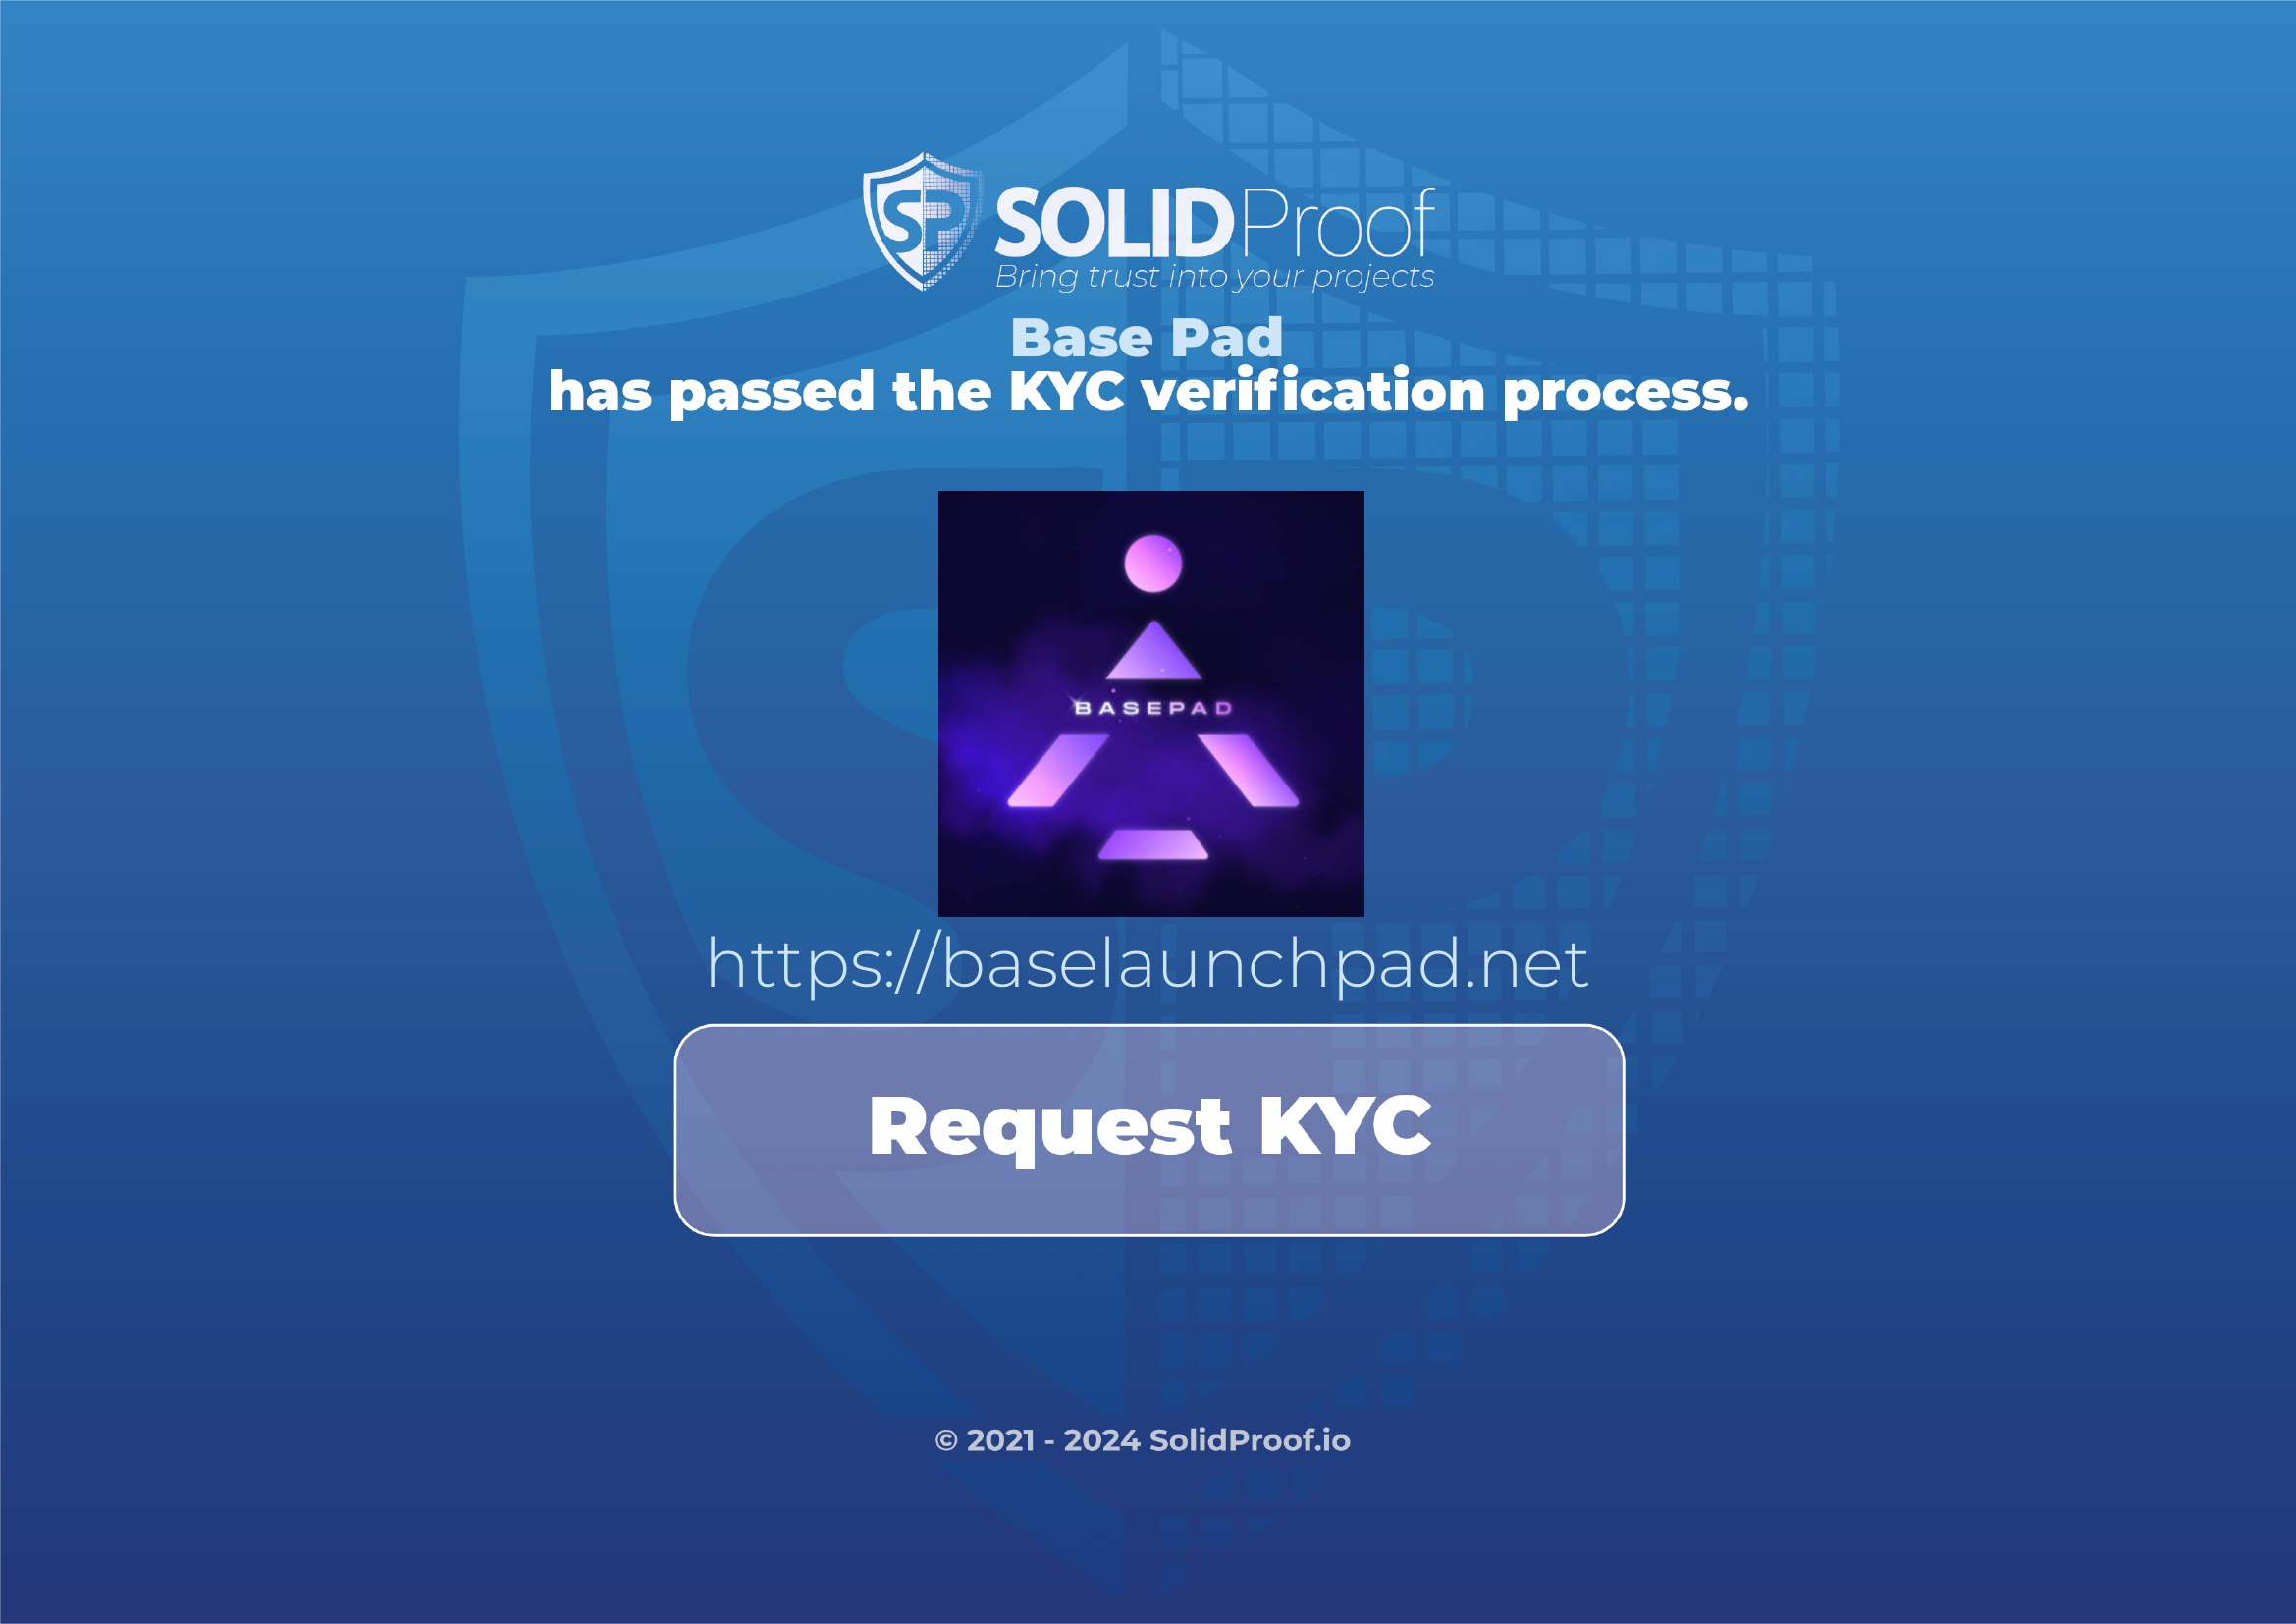 SP SOLIDProof
Bring trust into your projects
Base Pad
has passed the KYC verification process.
BASEPAD
https://baselaunchpad.net
Request KYC
© 2021 - 2024 SolidProof.io